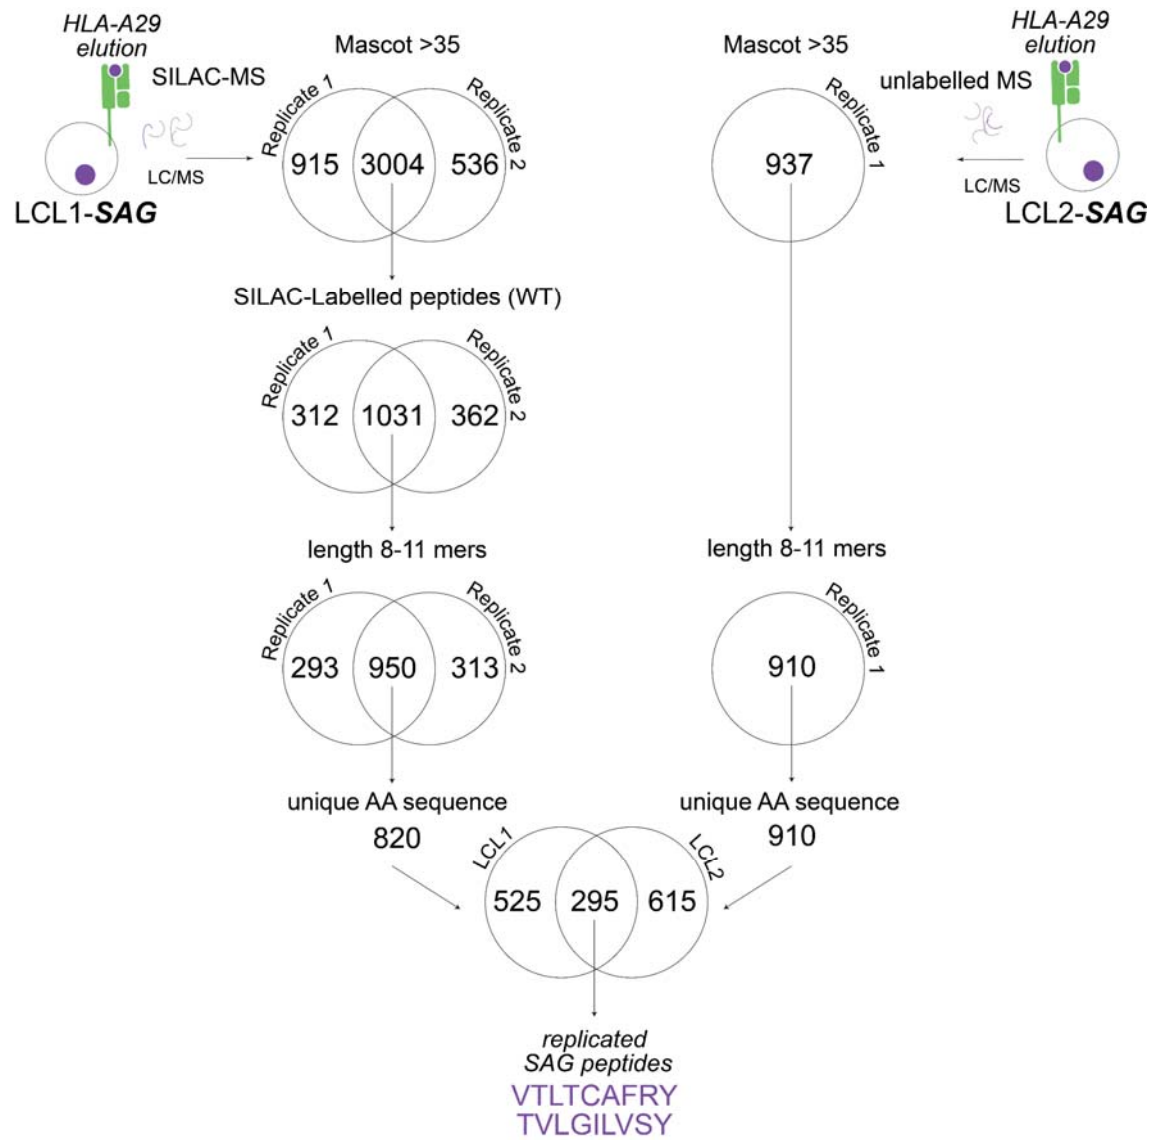 HLA-A29
elution
SILAC-MS
LC/MS
LCL1-SAG
Mascot >35
Replicate 1
Replicate 2
915 3004 536
Mascot >35
Replicate 1
937
HLA-A29
elution
unlabelled MS
LC/MS
LCL2-SAG
SILAC-Labelled peptides (WT)
Replicate 1
Replicate 2
312 1031 362
length 8-11 mers
Replicate 1
Replicate 2
293 950 313
length 8-11 mers
Replicate 1
910
unique AA sequence
820
unique AA sequence
910
LCL1
LCL2
525 295 615
replicated
SAG peptides
VTLTCAFRY
TVLGILVSY